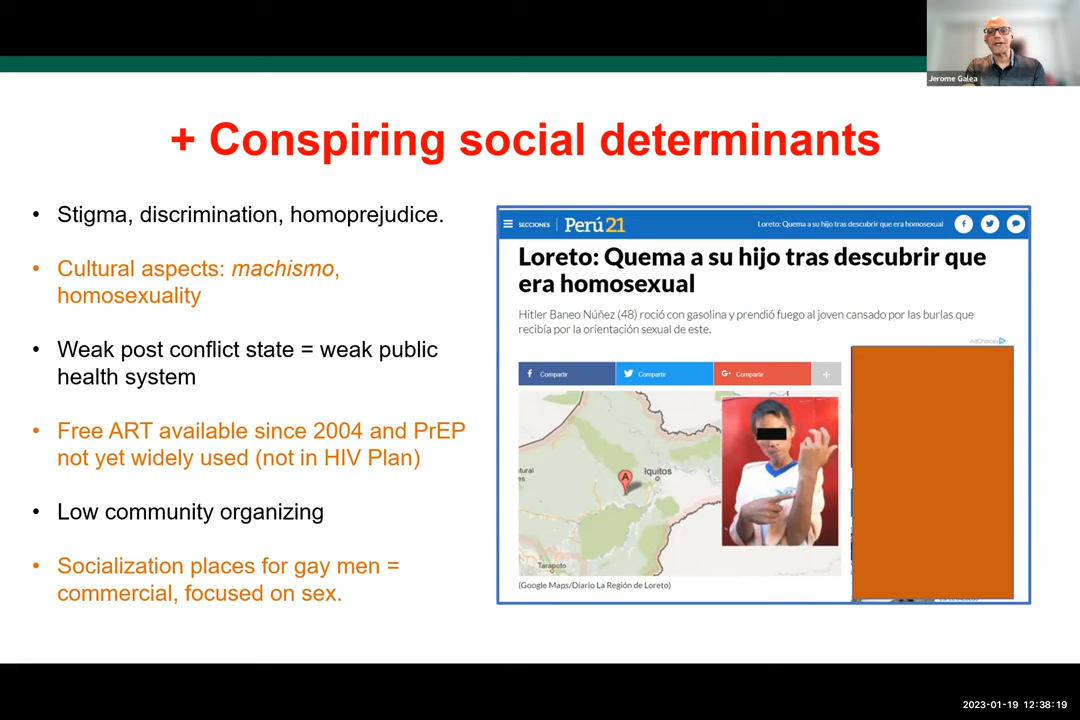 Jerome Galea
+ Conspiring social determinants
• Stigma, discrimination, homoprejudice.
• Cultural aspects: machismo,
homosexuality
• Weak post conflict state = weak public
health system
• Free ART available since 2004 and PrEP
not yet widely used (not in HIV Plan)
• Low community organizing
• Socialization places for gay men =
commercial, focused on sex.
SECCIONES Perú21 Loreto: Quema a su hijo tras descubrir que era homosexual
Loreto: Quema a su hijo tras descubrir que
era homosexual
Hitler Baneo Núñez (48) roció con gasolina y prendió fuego al joven cansado por las burlas que
recibía por la orientación sexual de este.
AdChoices
Compartir Compartir G+ Compartir +
A
Iquitos
Tarapoto
(Google Maps/Diario La Región de Loreto)
2023-01-19 12:38:19